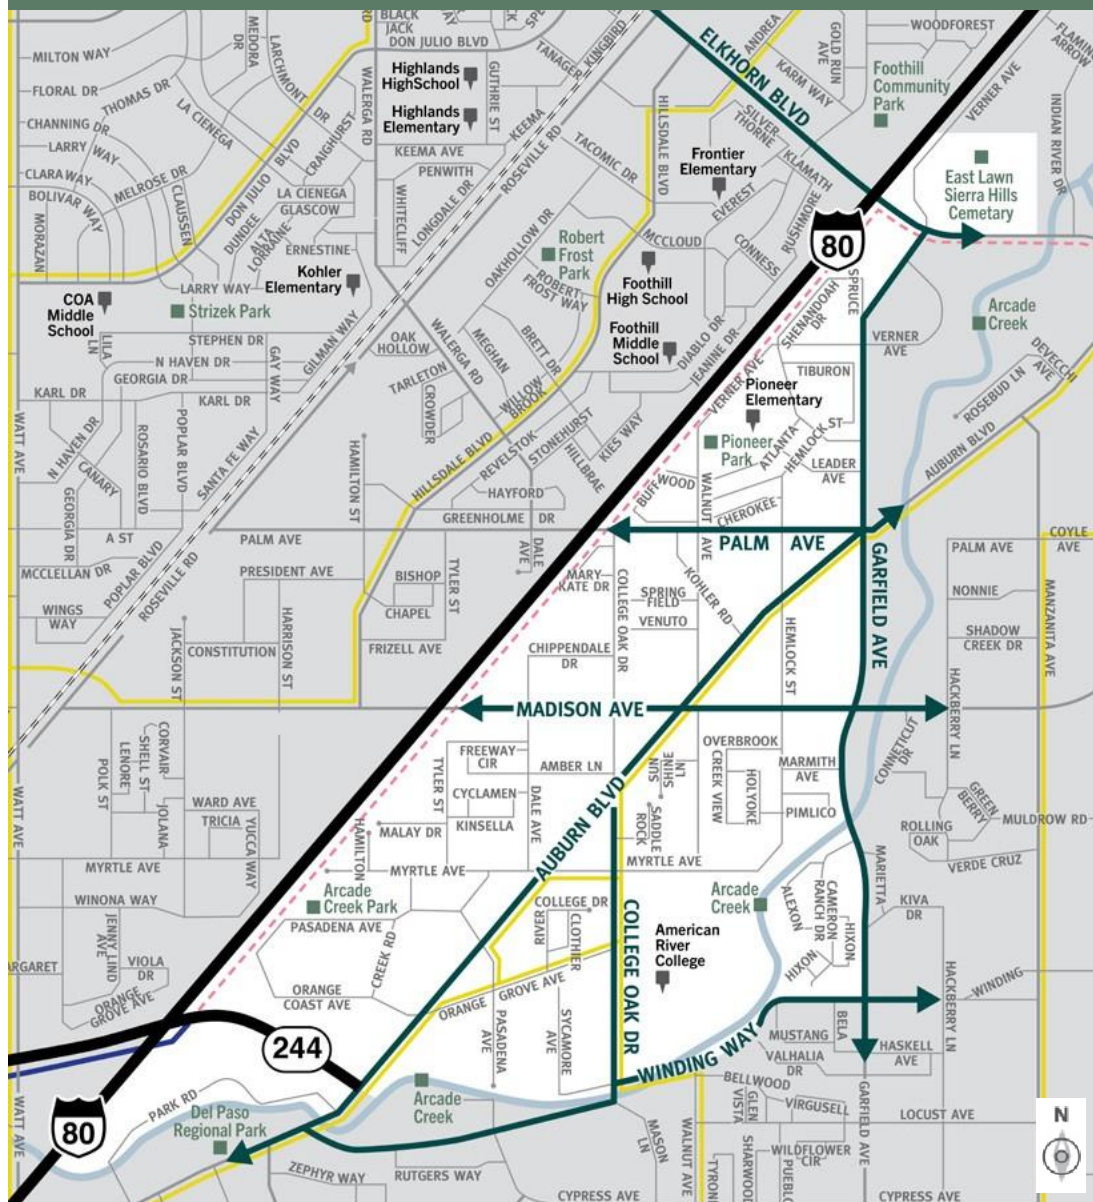 BLACK
JACK
DON JULIO BLVD
MILTON WAY
MEDORA
DR
LARCHMONT DR
FLORAL DR
THOMAS DR
LA CIENEGA
CHANNING DR
LARRY WAY
CLARA WAY
BOLIVAR WAY
MELROSE DR
CLAUSSEN
MORAZAN
DON JULIO BLVD
CRAIGHURST
WALERGA RD
Highlands
HighSchool
Highlands
Elementary
GUTHRIE ST
KEEMA
KEEMA AVE
PENWITH
TANAGER
KINGBIRD
ROSEVILLE RD
LONGDALE DR
WHITECLIFF
LA CIENEGA
GLASCOW
DUNDEE
ALTA
LORRAINE
ERNESTINE
LARRY WAY
Kohler
Elementary
COA
Middle
School
Strizek Park
STEPHEN DR
LILA
LN
N HAVEN DR
GEORGIA DR
KARL DR
KARL DR
GAY WAY
GILMAN WAY
OAK
HOLLOW
WALERGA RD
TARLETON
CROWDER
MEGHAN
BRETT DR
WILLOW
BROOK
OAKHOLLOW DR
Robert
Frost
Park
ROBERT
FROST WAY
TACOMIC DR
HILLSDALE BLVD
ELKHORN BLVD
ANDREA
KARM WAY
GOLD RUN
AVE
WOODFOREST
Foothill
Community
Park
VERNER AVE
FLAMING
ARROW
INDIAN RIVER DR
SILVER
THORNE
KLAMATH
Frontier
Elementary
EVEREST
RUSHMORE
MCCLOUD
CONNESS
Foothill
High School
Foothill
Middle
School
DIABLO DR
JEANINE DR
80
East Lawn
Sierra Hills
Cemetary
Arcade
Creek
SPRUCE
SHENANDOAH
DR
VERNER
AVE
VERNER AVE
TIBURON
Pioneer
Elementary
Pioneer
Park
ATLANTA
HEMLOCK ST
LEADER
AVE
BUFF
WOOD
WALNUT
AVE
CHEROKEE
DEVECCHI
AVE
ROSEBUD LN
AUBURN BLVD
WATT AVE
N HAVEN DR
CANARY
ROSARIO BLVD
POPLAR BLVD
SANTA FE WAY
GEORGIA DR
A ST
MCCLELLAN DR
POPLAR BLVD
ROSEVILLE RD
WINGS
WAY
HAMILTON ST
HILLSDALE BLVD
REVELSTOK
STONEHURST
HILLBRAE
KIES WAY
HAYFORD
GREENHOLME DR
PALM AVE
PRESIDENT AVE
BISHOP
CHAPEL
TYLER ST
DALE
AVE
FRIZELL AVE
JACKSON ST
CONSTITUTION
HARRISON ST
PALM AVE
MARY
KATE DR
COLLEGE OAK DR
SPRING
FIELD
VENUTO
KOHLER RD
HEMLOCK ST
GARFIELD AVE
CHIPPENDALE
DR
PALM AVE
COYLE
AVE
NONNIE
SHADOW
CREEK DR
MANZANITA AVE
HACKBERRY LN
MADISON AVE
CONNETICUT
DR
FREEWAY
CIR
AMBER LN
TYLER ST
CYCLAMEN
KINSELLA
DALE AVE
HAMILTON
MALAY DR
MYRTLE AVE
AUBURN BLVD
SUN
SHINE
LN
SADDLE
ROCK
MYRTLE AVE
OVERBROOK
CREEK VIEW
HOLYOKE
MARMITH
AVE
PIMLICO
GREEN
BERRY
ROLLING
OAK
MULDROW RD
VERDE CRUZ
POLK ST
LENORE
SHELL ST
CORVAIR
JOLANA
WARD AVE
TRICIA
YUCCA WAY
WATT AVE
MYRTLE AVE
WINONA WAY
JENNY LIND
AVE
VIOLA
DR
ARGARET
ORANGE
GROVE AVE
Arcade
Creek Park
PASADENA AVE
CREEK RD
ORANGE
COAST AVE
COLLEGE DR
RIVER
CLOTHIER
ORANGE GROVE AVE
PASADENA
AVE
SYCAMORE
AVE
COLLEGE OAK DR
American
River
College
Arcade
Creek
ALEXON
CAMERON
RANCH DR
HIXON
HIXON
MARIETTA
KIVA
DR
HACKBERRY LN
WINDING
WINDING WAY
MUSTANG
BELA
VALHALIA
DR
HASKELL
AVE
244
80
PARK RD
Del Paso
Regional Park
Arcade
Creek
WATT AVE
ZEPHYR WAY
RUTGERS WAY
MASON
LN
WALNUT AVE
TYRON
BELLWOOD
GLEN
VISTA
VIRGUSELL
SHARWOOD
WILDFLOWER
CIR
PUEBLO
GARFIELD AVE
LOCUST AVE
CYPRESS AVE
CYPRESS AVE
N